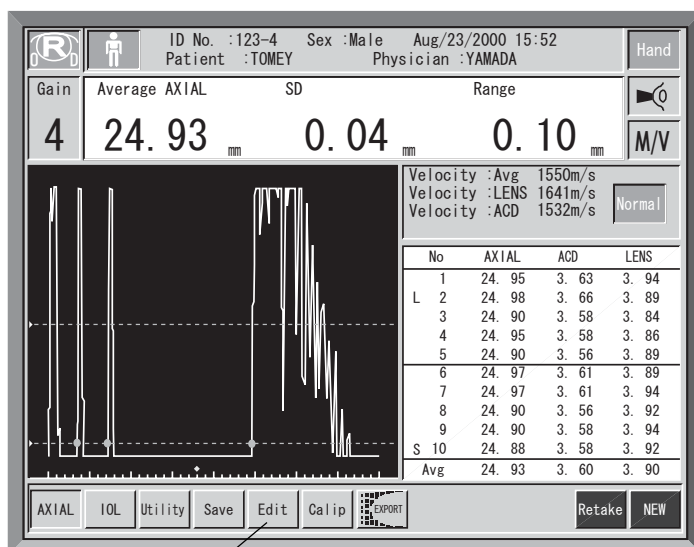 R
D
ID No. :123-4 Sex :Male Aug/23/2000 15:52
Patient :TOMEY Physician :YAMADA
Hand
Gain
4
Average AXIAL SD Range
24. 93 mm 0. 04 mm 0. 10 mm
M/V
Velocity :Avg 1550m/s
Velocity :LENS 1641m/s
Velocity :ACD 1532m/s
Normal
No AXIAL ACD LENS
1 24. 95 3. 63 3. 94
L 2 24. 98 3. 66 3. 89
3 24. 90 3. 58 3. 84
4 24. 95 3. 58 3. 86
5 24. 90 3. 56 3. 89
6 24. 97 3. 61 3. 89
7 24. 97 3. 61 3. 94
8 24. 90 3. 56 3. 92
9 24. 90 3. 58 3. 94
S 10 24. 88 3. 58 3. 92
Avg 24. 93 3. 60 3. 90
AXIAL IOL Utility Save Edit Calip EXPORT Retake NEW